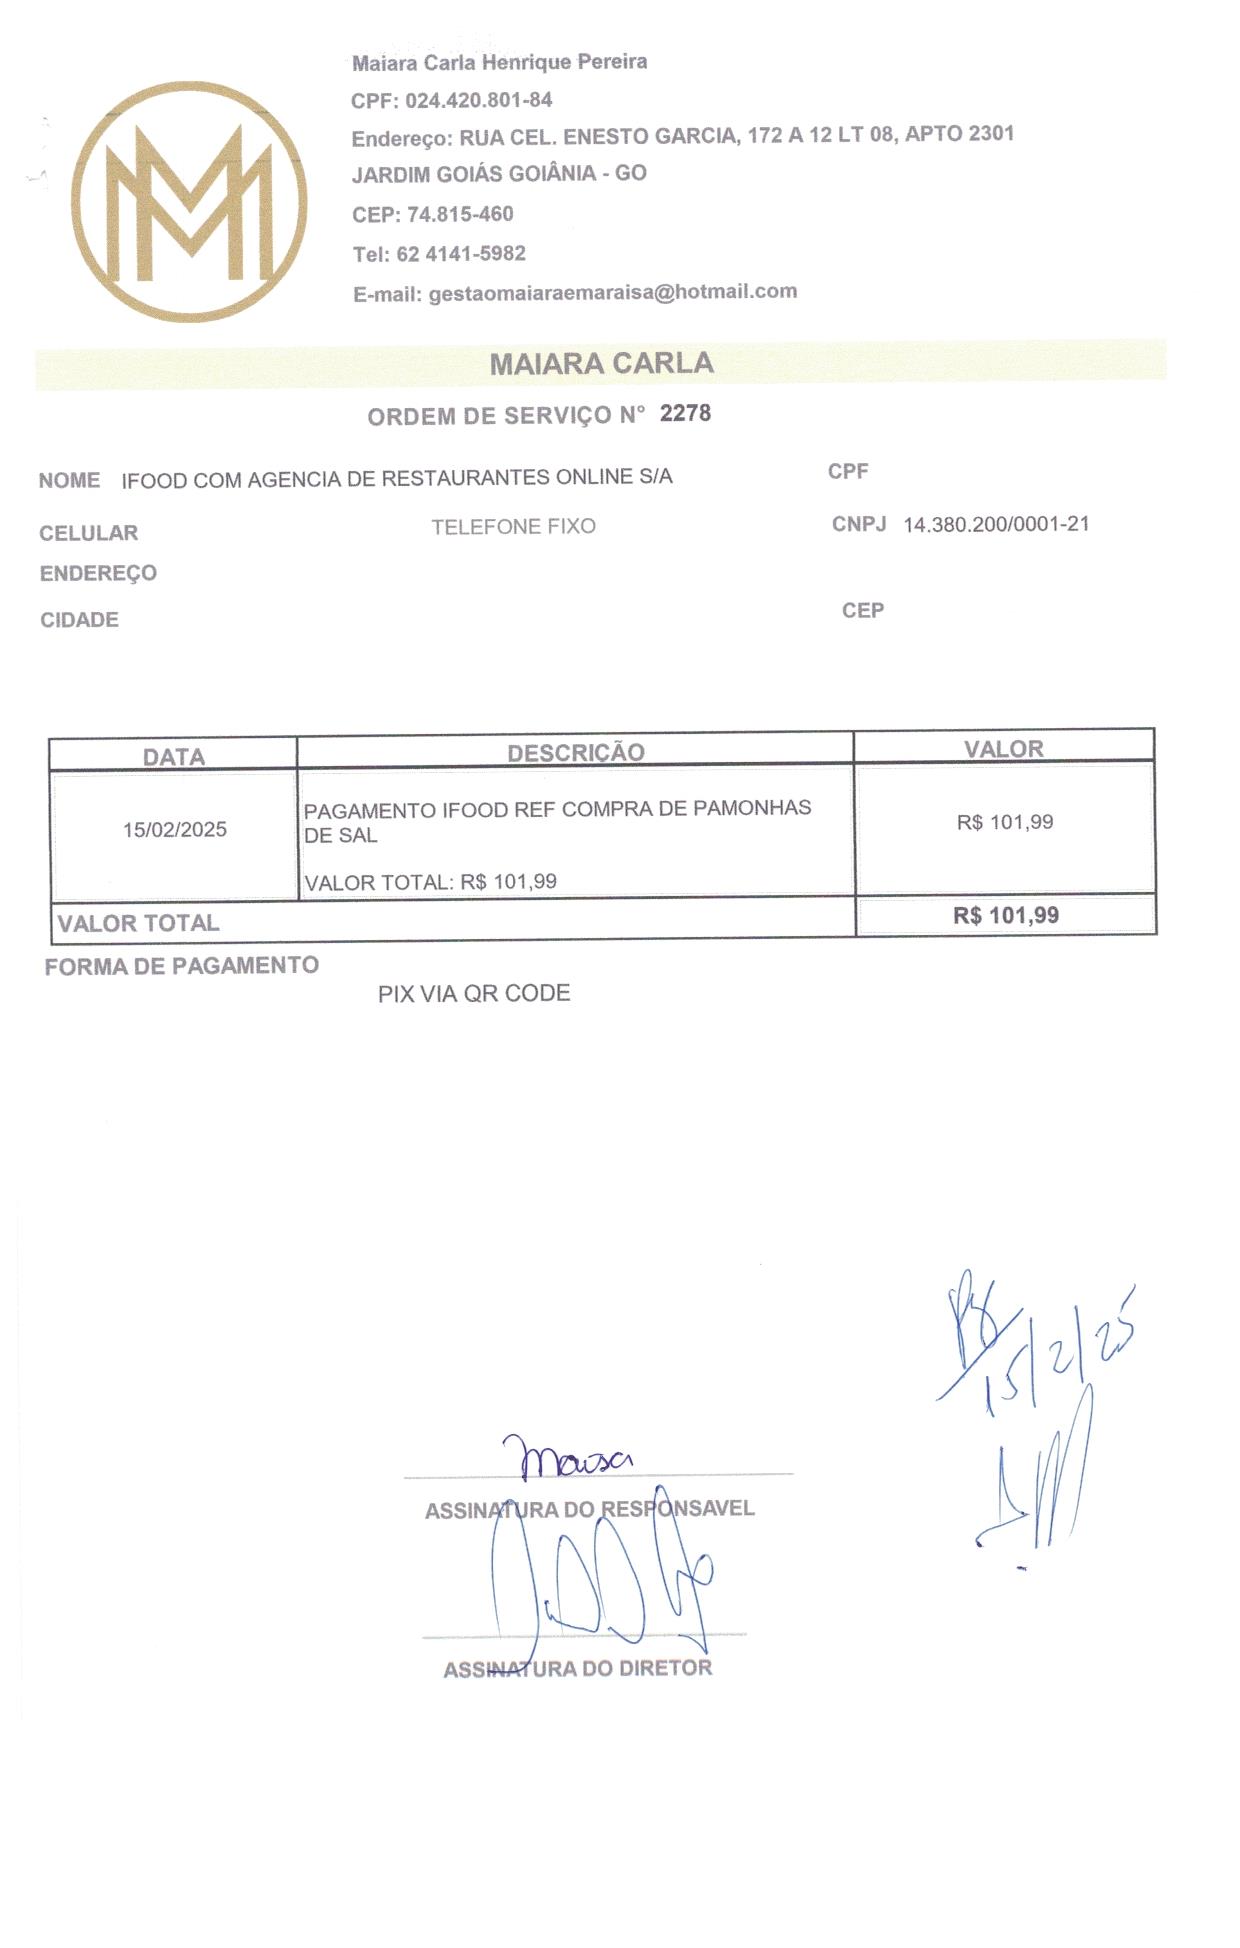 Maiara Carla Henrique Pereira
CPF: 024.420.801-84
Endereço: RUA CEL. ENESTO GARCIA, 172 A 12 LT 08, APTO 2301
JARDIM GOIÁS GOIÂNIA - GO
CEP: 74.815-460
Tel: 62 4141-5982
E-mail: gestaomaiaraemaraisa@hotmail.com
MM
MAIARA CARLA
ORDEM DE SERVIÇO N° 2278
NOME IFOOD COM AGENCIA DE RESTAURANTES ONLINE S/A CPF
CELULAR TELEFONE FIXO CNPJ 14.380.200/0001-21
ENDEREÇO
CIDADE CEP
DATA DESCRIÇÃO VALOR
15/02/2025 PAGAMENTO IFOOD REF COMPRA DE PAMONHAS R$ 101,99
DE SAL
VALOR TOTAL: R$ 101,99
VALOR TOTAL R$ 101,99
FORMA DE PAGAMENTO
PIX VIA QR CODE
15/2/25
ASSINATURA DO RESPONSAVEL
ASSINATURA DO DIRETOR